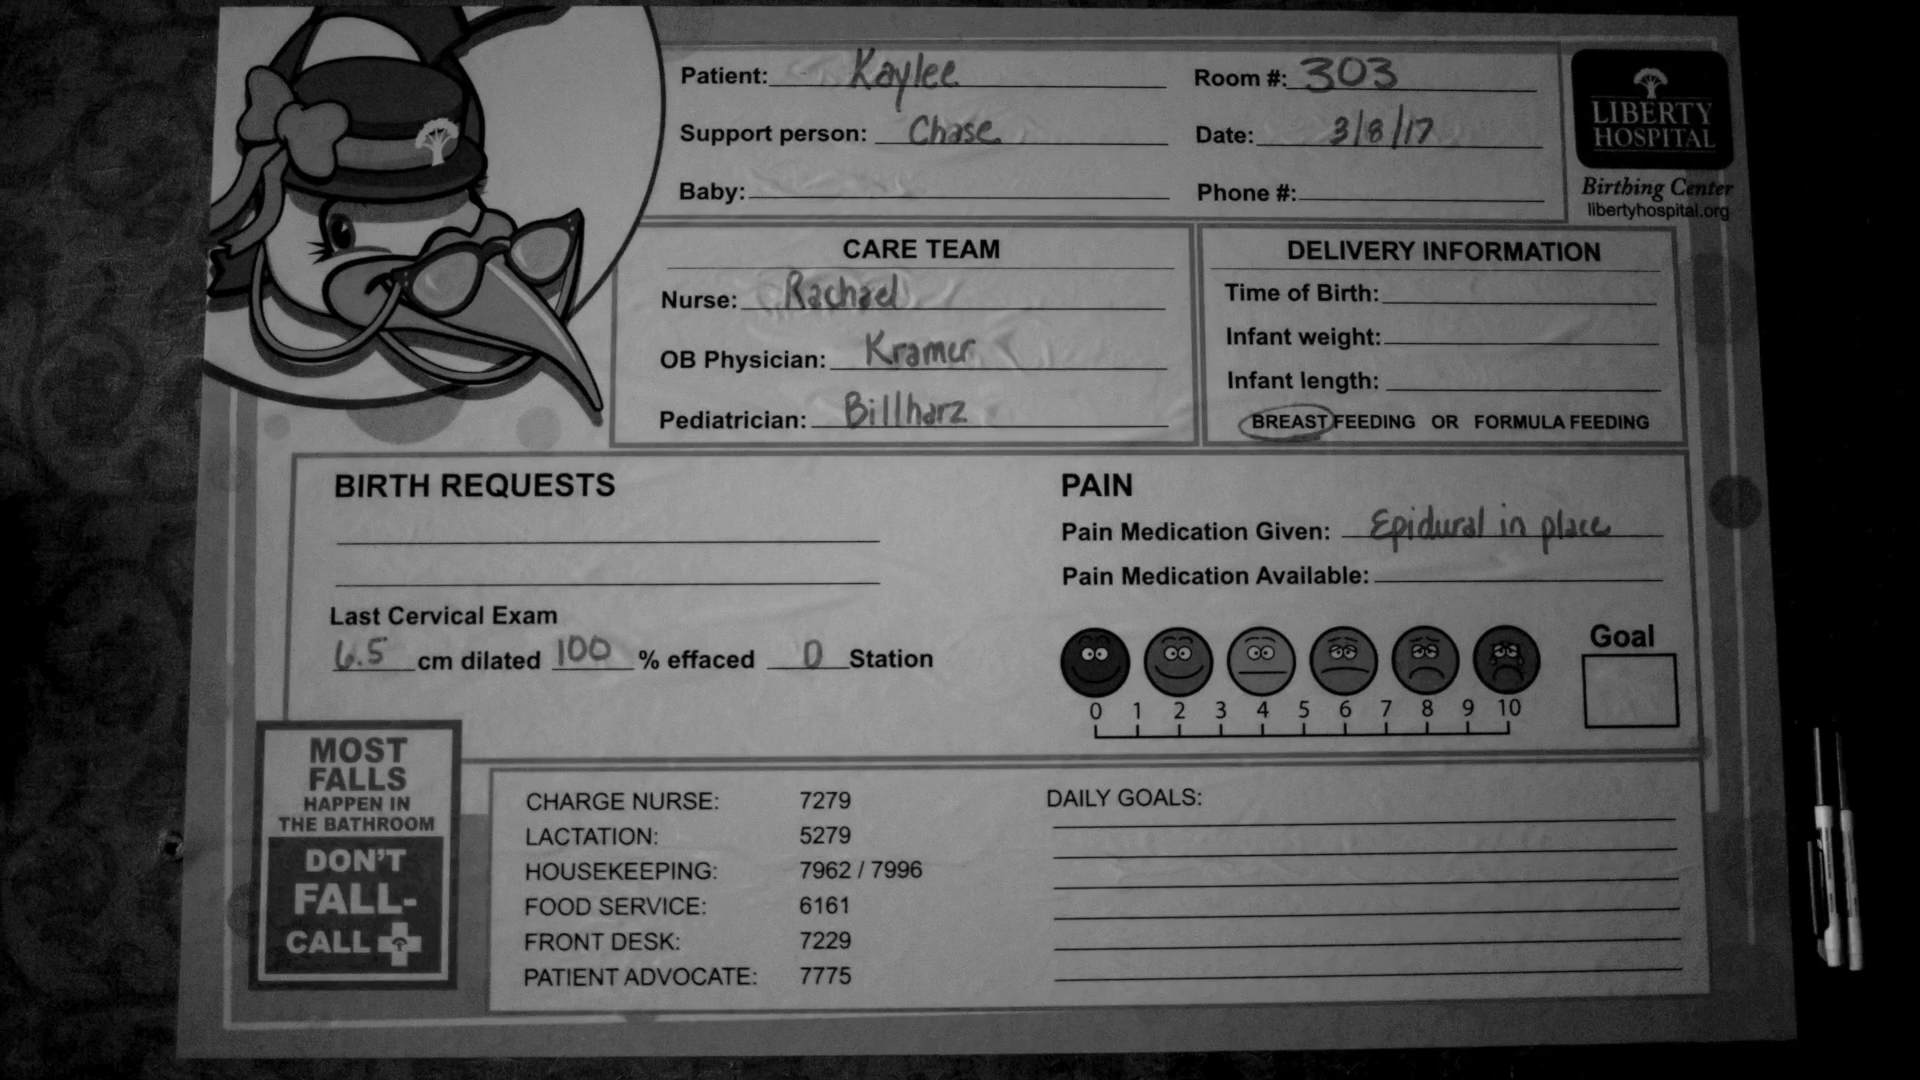 Patient: Kaylee
Room #: 303
Support person: Chase
Date: 3/8/17
Baby:
Phone #:
LIBERTY
HOSPITAL
Birthing Center
libertyhospital.org
CARE TEAM
Nurse: Rachael
OB Physician: Kramer
Pediatrician: Billharz
DELIVERY INFORMATION
Time of Birth:
Infant weight:
Infant length:
BREAST FEEDING OR FORMULA FEEDING
BIRTH REQUESTS
Last Cervical Exam
6.5 cm dilated 100 % effaced 0 Station
PAIN
Pain Medication Given: Epidural in place
Pain Medication Available:
0 1 2 3 4 5 6 7 8 9 10
Goal
MOST
FALLS
HAPPEN IN
THE BATHROOM
DON'T
FALL-
CALL
CHARGE NURSE: 7279
LACTATION: 5279
HOUSEKEEPING: 7962 / 7996
FOOD SERVICE: 6161
FRONT DESK: 7229
PATIENT ADVOCATE: 7775
DAILY GOALS: